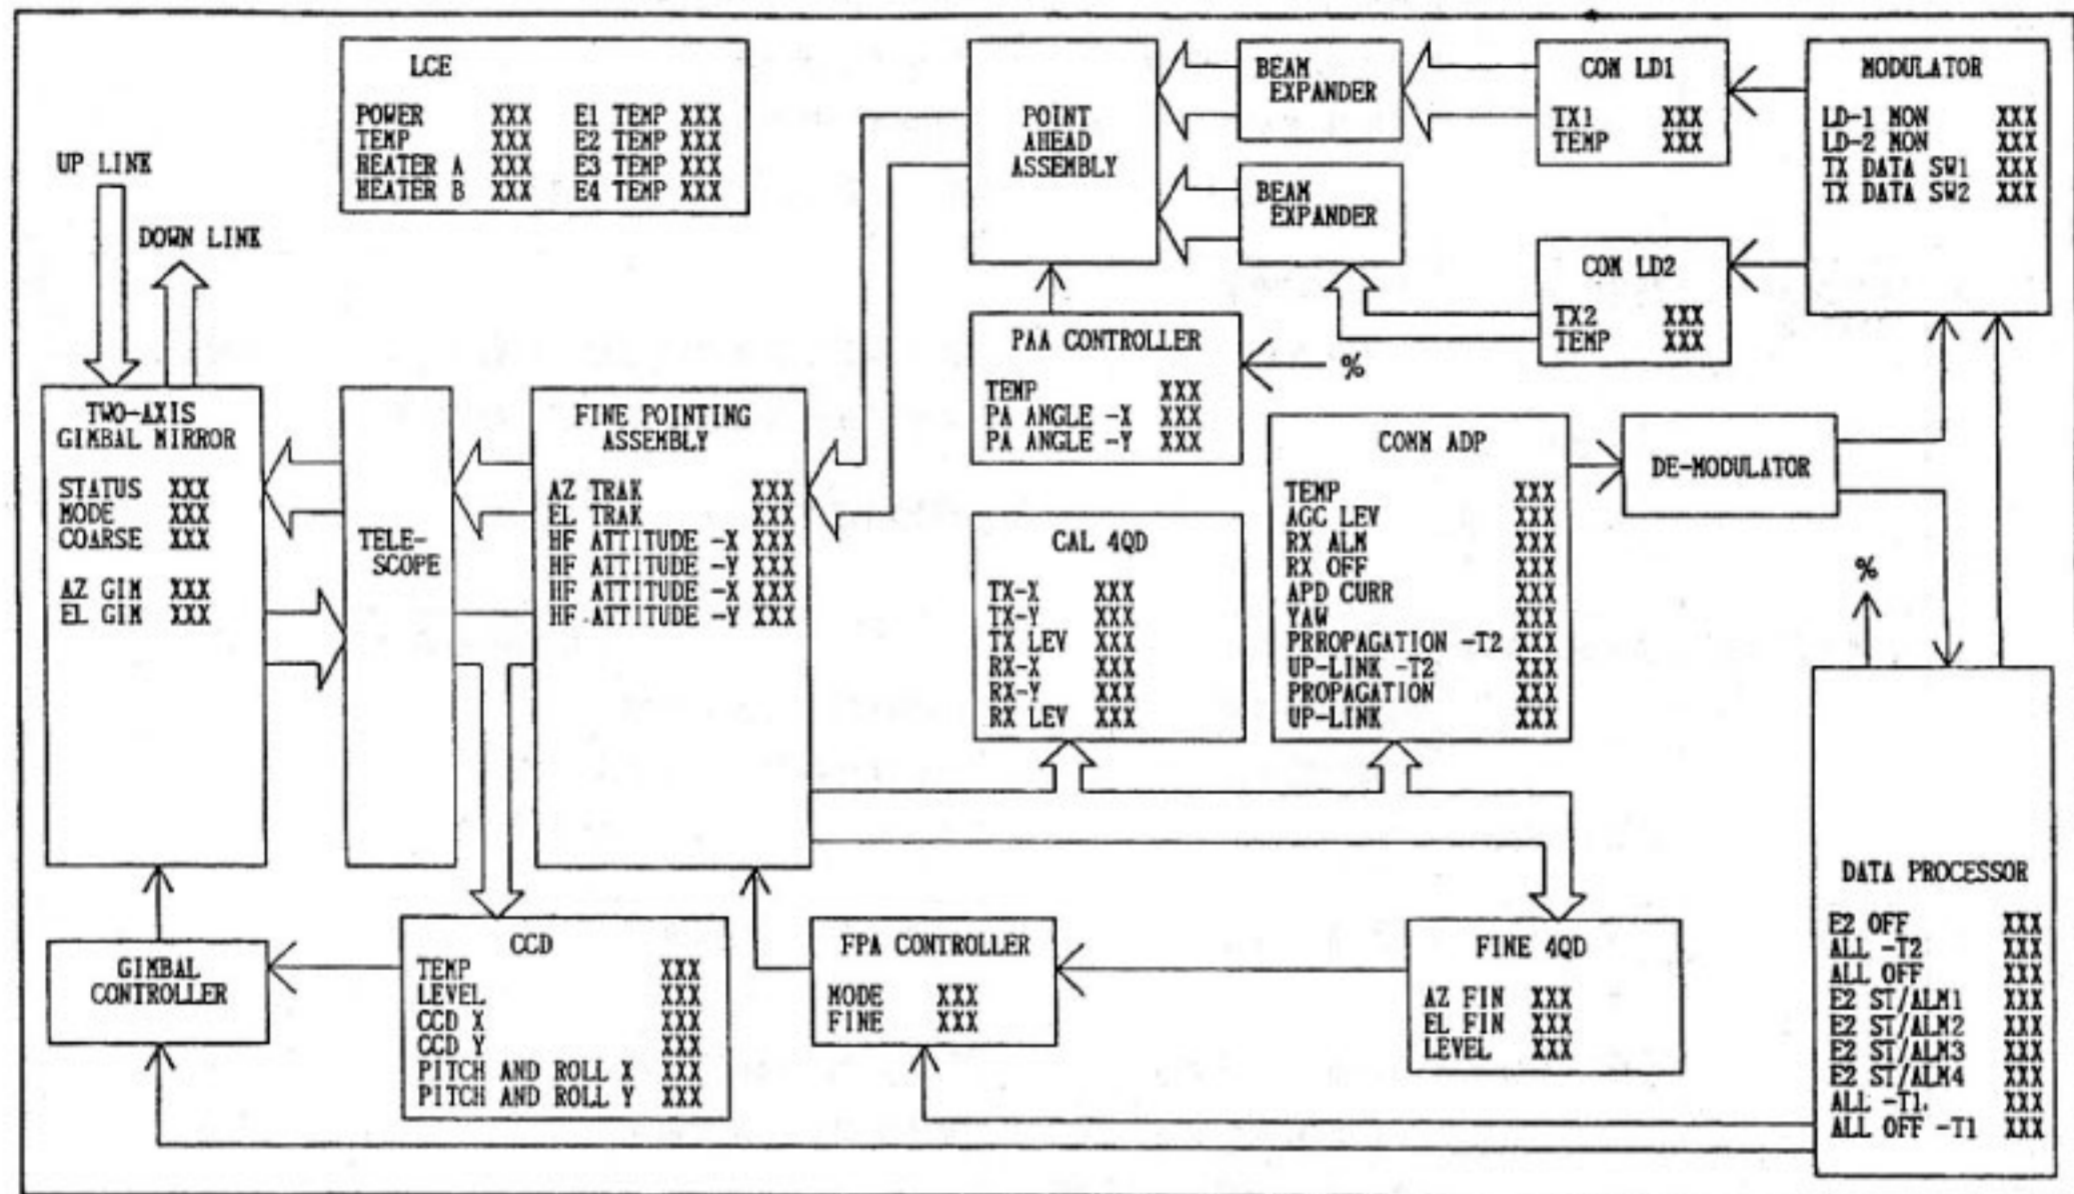 LCE
POWER XXX E1 TEMP XXX
TEMP XXX E2 TEMP XXX
HEATER A XXX E3 TEMP XXX
HEATER B XXX E4 TEMP XXX
POINT
AHEAD
ASSEMBLY
BEAM
EXPANDER
BEAM
EXPANDER
COM LD1
TX1 XXX
TEMP XXX
COM LD2
TX2 XXX
TEMP XXX
MODULATOR
LD-1 MON XXX
LD-2 MON XXX
TX DATA SW1 XXX
TX DATA SW2 XXX
UP LINK
DOWN LINK
PAA CONTROLLER
TEMP XXX
PA ANGLE -X XXX
PA ANGLE -Y XXX
%
TWO-AXIS
GIMBAL MIRROR
STATUS XXX
MODE XXX
COARSE XXX
AZ GIM XXX
EL GIM XXX
TELE-
SCOPE
FINE POINTING
ASSEMBLY
AZ TRAK XXX
EL TRAK XXX
HF ATTITUDE -X XXX
HF ATTITUDE -Y XXX
HF ATTITUDE -X XXX
HF ATTITUDE -Y XXX
CAL 4QD
TX-X XXX
TX-Y XXX
TX LEV XXX
RX-X XXX
RX-Y XXX
RX LEV XXX
COMM ADP
TEMP XXX
AGC LEV XXX
RX ALM XXX
RX OFF XXX
APD CURR XXX
YAW XXX
PRROPAGATION -T2 XXX
UP-LINK -T2 XXX
PROPAGATION XXX
UP-LINK XXX
DE-MODULATOR
%
GIMBAL
CONTROLLER
CCD
TEMP XXX
LEVEL XXX
CCD X XXX
CCD Y XXX
PITCH AND ROLL X XXX
PITCH AND ROLL Y XXX
FPA CONTROLLER
MODE XXX
FINE XXX
FINE 4QD
AZ FIN XXX
EL FIN XXX
LEVEL XXX
DATA PROCESSOR
E2 OFF XXX
ALL -T2 XXX
ALL OFF XXX
E2 ST/ALM1 XXX
E2 ST/ALM2 XXX
E2 ST/ALM3 XXX
E2 ST/ALM4 XXX
ALL -T1 XXX
ALL OFF -T1 XXX